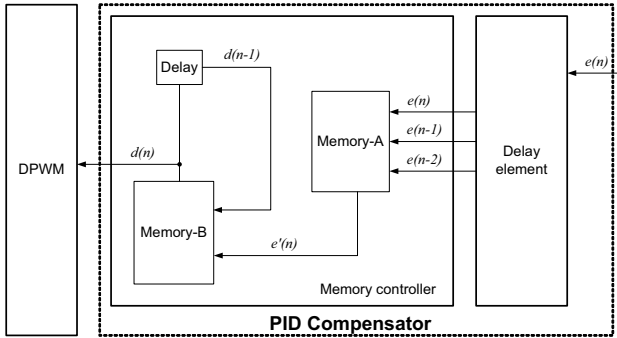 e(n)
d(n-1)
Delay
e(n)
Memory-A
e(n-1)
e(n-2)
Delay
element
d(n)
DPWM
Memory-B
e'(n)
Memory controller
PID Compensator